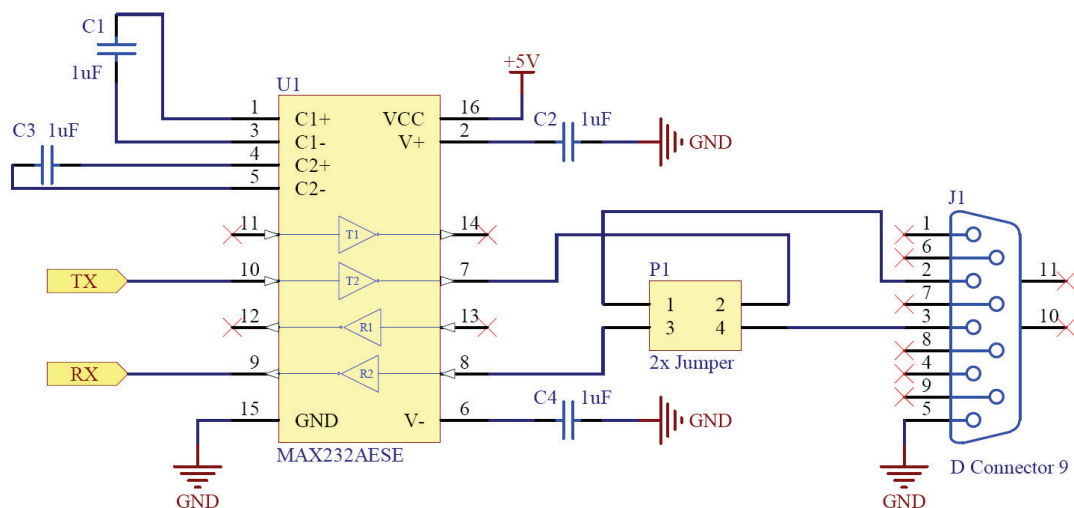 C1
1uF
C3 1uF
U1
1 C1+ VCC 16
3 C1- V+ 2
4 C2+
5 C2-
+5V
C2 1uF
GND
11 T1 14
TX 10 T2 7
12 R1 13
RX 9 R2 8
15 GND V- 6
MAX232AESE
GND
C4 1uF
GND
P1
1 2
3 4
2x Jumper
J1
1
6
2
7
3
8
4
9
5
11
10
GND
D Connector 9